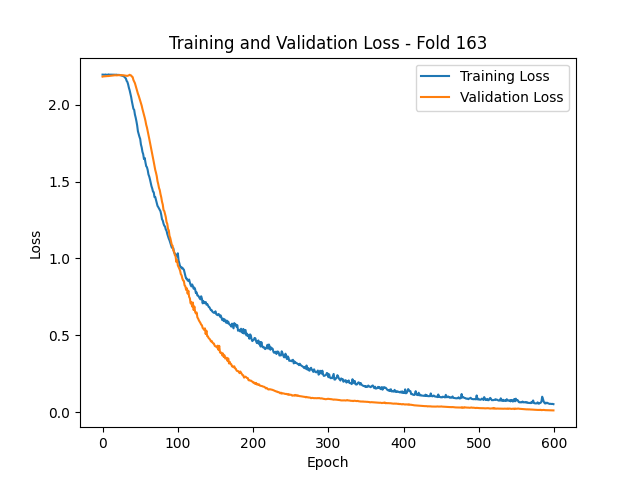 Training and Validation Loss - Fold 163
Training Loss
Validation Loss
Loss
2.0
1.5
1.0
0.5
0.0
0 100 200 300 400 500 600
Epoch